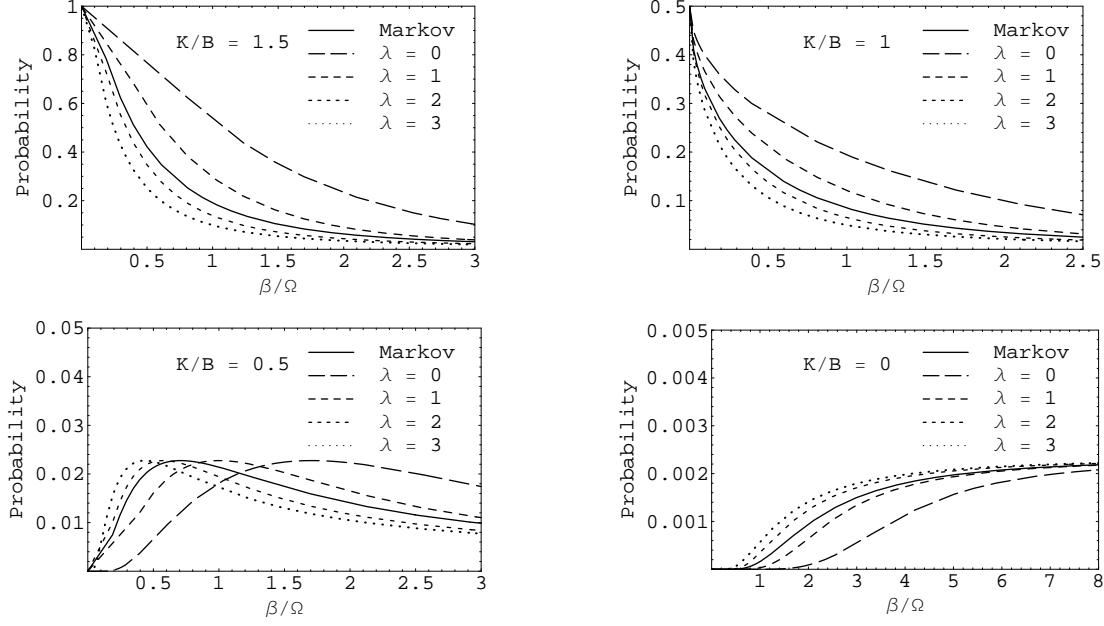 1
0.8
0.6
0.4
0.2
Probability
K/B = 1.5
Markov
λ = 0
λ = 1
λ = 2
λ = 3
0.5 1 1.5 2 2.5 3
β/Ω
0.5
0.4
0.3
0.2
0.1
Probability
K/B = 1
Markov
λ = 0
λ = 1
λ = 2
λ = 3
0.5 1 1.5 2 2.5
β/Ω
0.05
0.04
0.03
0.02
0.01
Probability
K/B = 0.5
Markov
λ = 0
λ = 1
λ = 2
λ = 3
0.5 1 1.5 2 2.5 3
β/Ω
0.005
0.004
0.003
0.002
0.001
Probability
K/B = 0
Markov
λ = 0
λ = 1
λ = 2
λ = 3
1 2 3 4 5 6 7 8
β/Ω